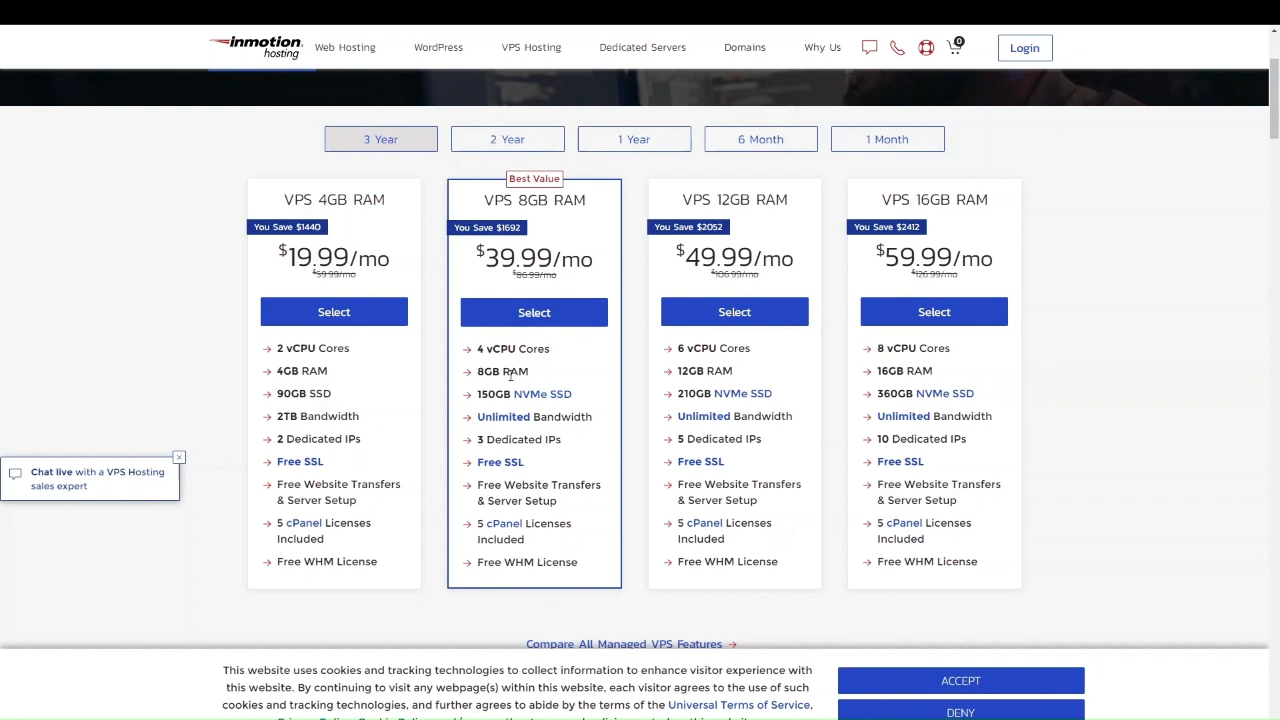 inmotion hosting
Web Hosting WordPress VPS Hosting Dedicated Servers Domains Why Us 0 Login
3 Year 2 Year 1 Year 6 Month 1 Month
Best Value
VPS 4GB RAM
You Save $1440
$19.99/mo
$59.99/mo
Select
2 vCPU Cores
4GB RAM
90GB SSD
2TB Bandwidth
2 Dedicated IPs
Free SSL
Free Website Transfers
& Server Setup
5 cPanel Licenses
Included
Free WHM License
VPS 8GB RAM
You Save $1692
$39.99/mo
$86.99/mo
Select
4 vCPU Cores
8GB RAM
150GB NVMe SSD
Unlimited Bandwidth
3 Dedicated IPs
Free SSL
Free Website Transfers
& Server Setup
5 cPanel Licenses
Included
Free WHM License
VPS 12GB RAM
You Save $2052
$49.99/mo
$106.99/mo
Select
6 vCPU Cores
12GB RAM
210GB NVMe SSD
Unlimited Bandwidth
5 Dedicated IPs
Free SSL
Free Website Transfers
& Server Setup
5 cPanel Licenses
Included
Free WHM License
VPS 16GB RAM
You Save $2412
$59.99/mo
$126.99/mo
Select
8 vCPU Cores
16GB RAM
360GB NVMe SSD
Unlimited Bandwidth
10 Dedicated IPs
Free SSL
Free Website Transfers
& Server Setup
5 cPanel Licenses
Included
Free WHM License
Chat live with a VPS Hosting
sales expert
Compare All Managed VPS Features
This website uses cookies and tracking technologies to collect information to enhance visitor experience with
this website. By continuing to visit any webpage(s) within this website, each visitor agrees to the use of such
cookies and tracking technologies, and further agrees to abide by the terms of the Universal Terms of Service,
ACCEPT
DENY